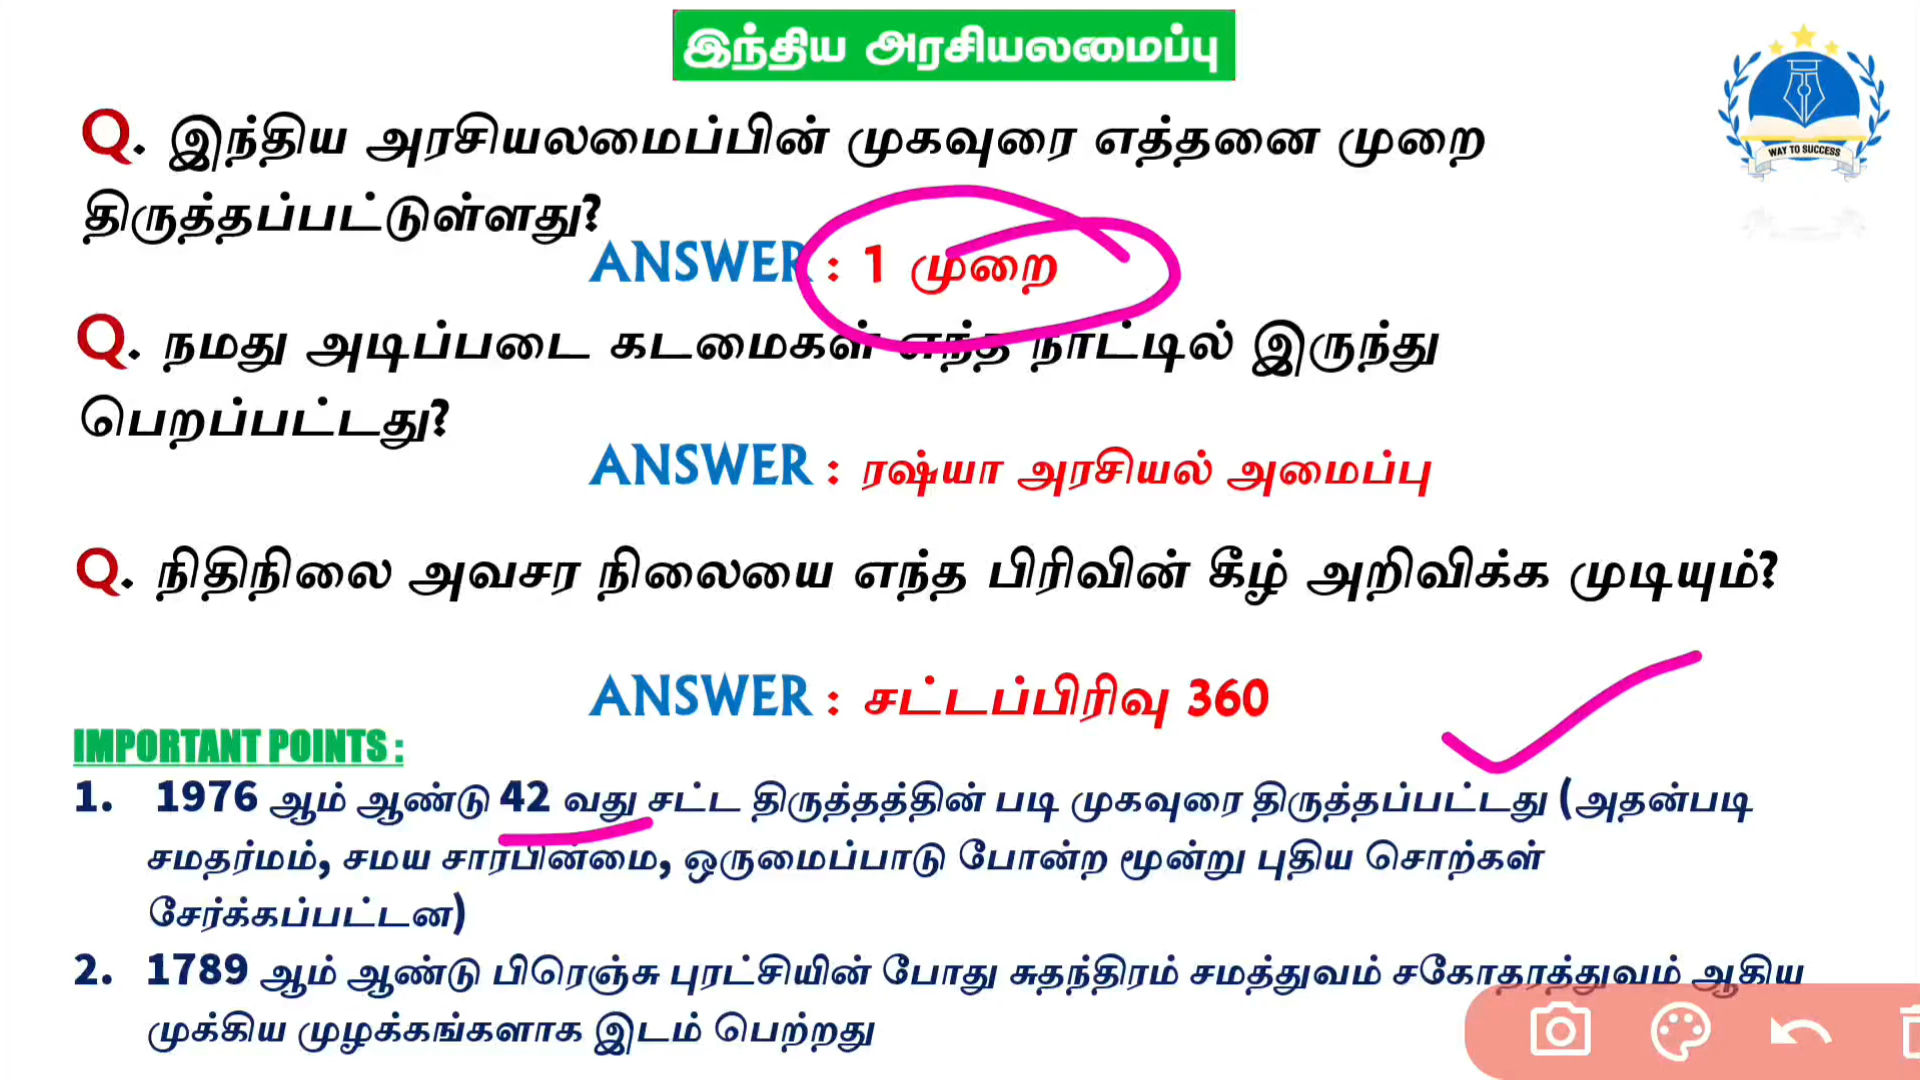 இந்திய அரசியலமைப்பு
WAY TO SUCCESS
Q. இந்திய அரசியலமைப்பின் முகவுரை எத்தனை முறை
திருத்தப்பட்டுள்ளது?
ANSWER : 1 முறை
Q. நமது அடிப்படை கடமைகள் எந்த நாட்டில் இருந்து
பெறப்பட்டது?
ANSWER : ரஷ்யா அரசியல் அமைப்பு
Q. நிதிநிலை அவசர நிலையை எந்த பிரிவின் கீழ் அறிவிக்க முடியும்?
ANSWER : சட்டப்பிரிவு 360
IMPORTANT POINTS :
1. 1976 ஆம் ஆண்டு 42 வது சட்ட திருத்தத்தின் படி முகவுரை திருத்தப்பட்டது (அதன்படி
சமதர்மம், சமய சார்பின்மை, ஒருமைப்பாடு போன்ற மூன்று புதிய சொற்கள்
சேர்க்கப்பட்டன)
2. 1789 ஆம் ஆண்டு பிரெஞ்சு புரட்சியின் போது சுதந்திரம் சமத்துவம் சகோதரத்துவம் ஆகிய
முக்கிய முழக்கங்களாக இடம் பெற்றது